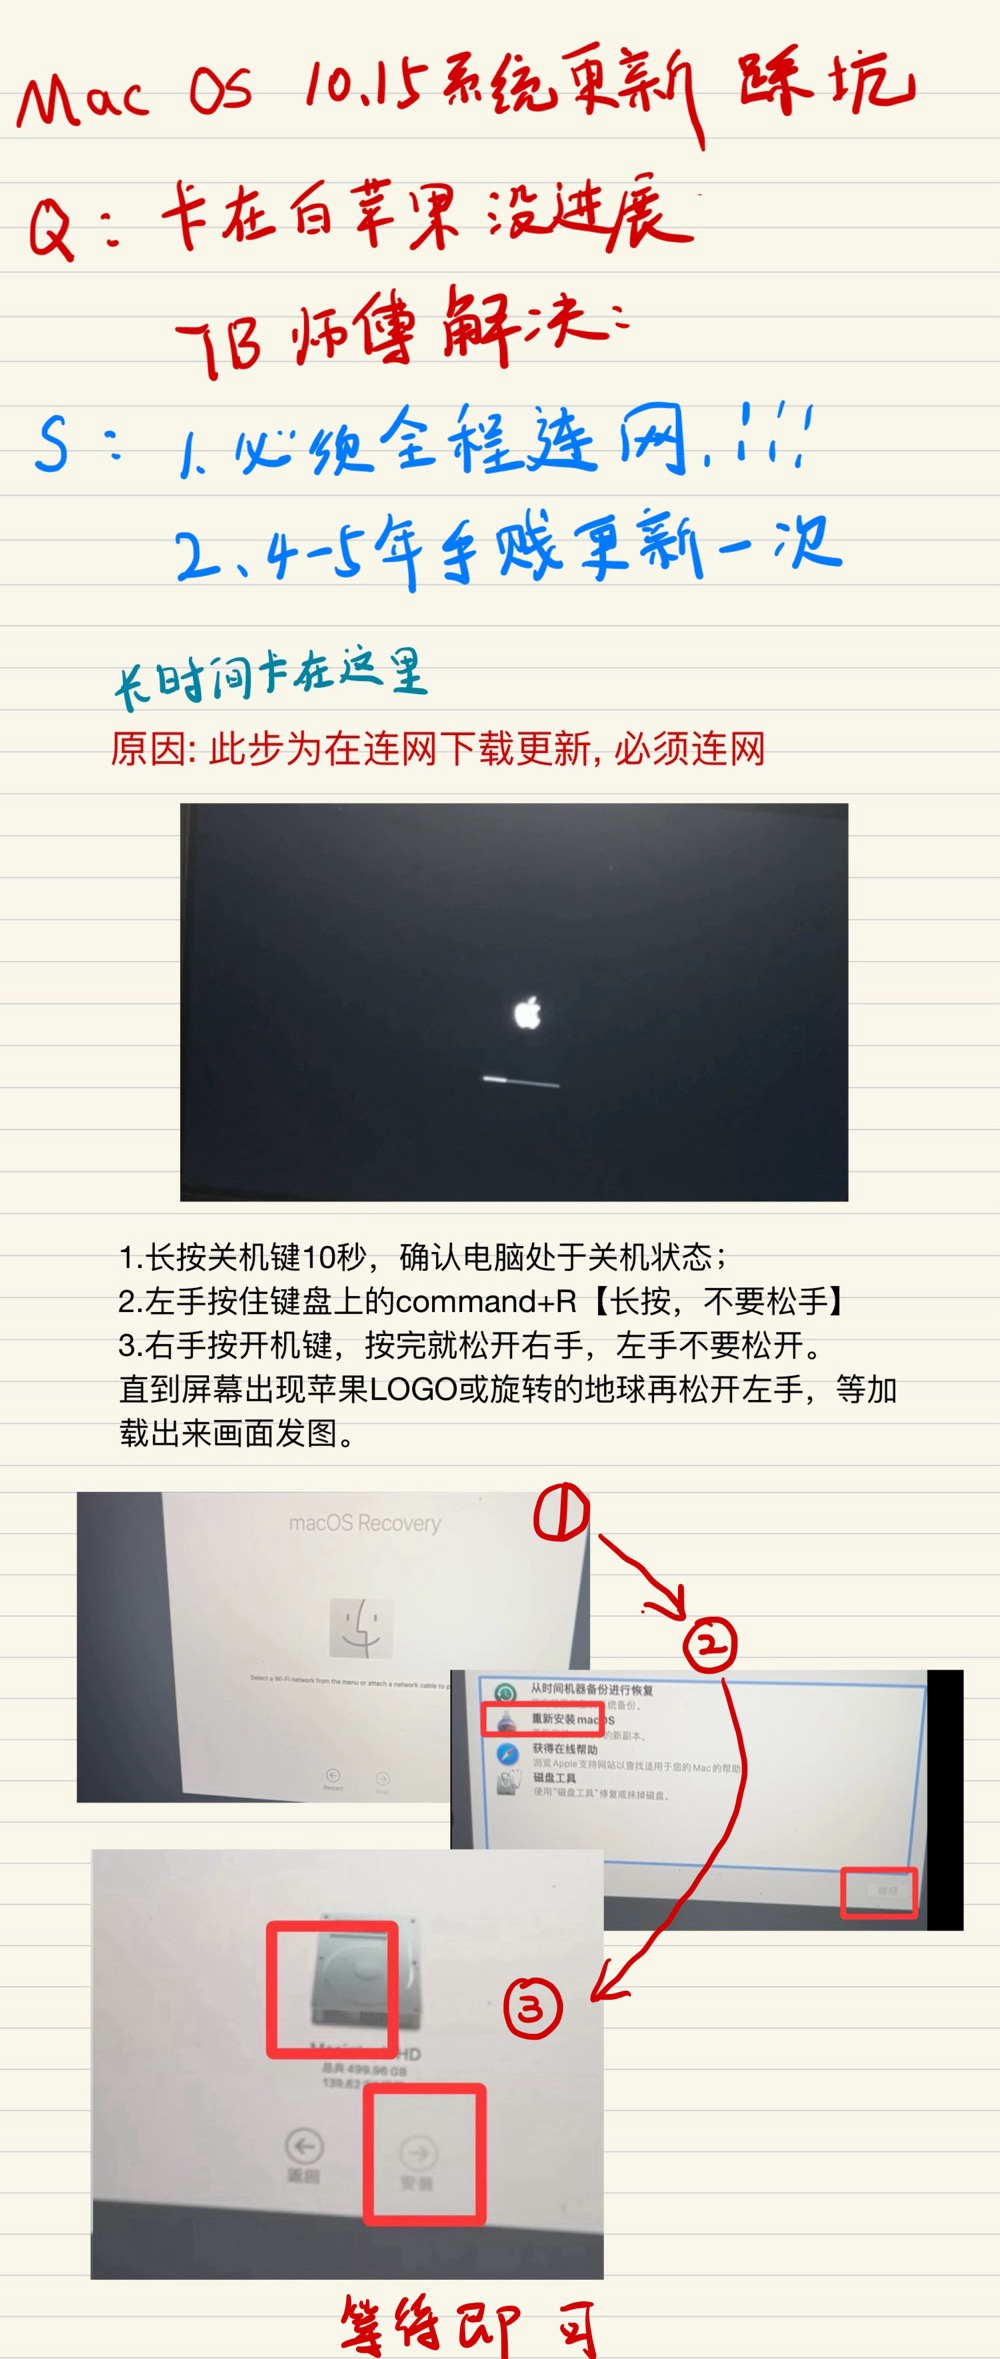 Mac OS 10.15系统更新 踩坑
Q：卡在白苹果 没进展
TB 师傅 解决：
S：1、必须全程连网.!!!
2、4-5年手贱更新一次
长时间卡在这里
原因: 此步为在连网下载更新, 必须连网
1.长按关机键10秒，确认电脑处于关机状态；
2.左手按住键盘上的command+R【长按，不要松手】
3.右手按开机键，按完就松开右手，左手不要松开。
直到屏幕出现苹果LOGO或旋转的地球再松开左手，等加
载出来画面发图。
①
macOS Recovery
②
Select a Wi-Fi network from the menu or attach a network cable to p
Restart
从时间机器备份进行恢复
统备份。
重新安装macOS
的新副本。
获得在线帮助
浏览Apple支持网站以查找适用于您的Mac的帮助
磁盘工具
使用“磁盘工具”修复或抹掉磁盘。
继续
③
HD
总共 499.96 GB
139.62
返回
安装
等待即可